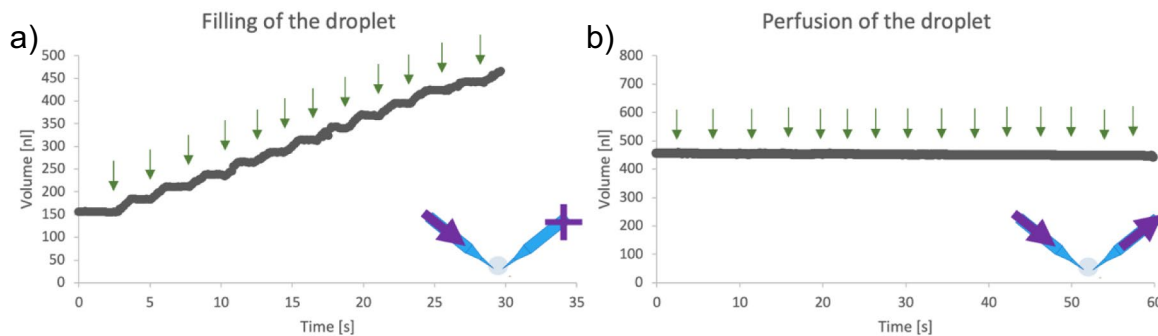 a)
Filling of the droplet
500
450
400
350
300
250
200
150
100
50
0
Volume [nl]
0 5 10 15 20 25 30 35
Time [s]
b)
Perfusion of the droplet
800
700
600
500
400
300
200
100
0
Volume [nl]
0 10 20 30 40 50 60
Time [s]